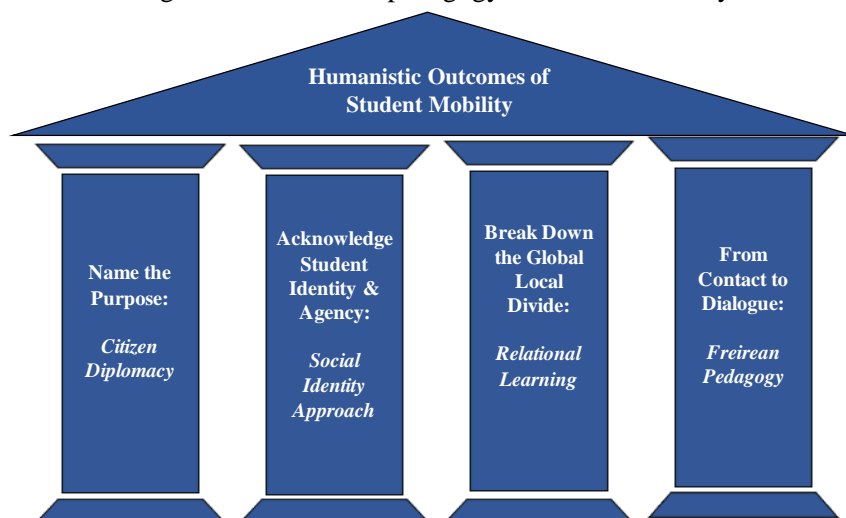 pedagogy
Humanistic Outcomes of
Student Mobility
Name the
Purpose:
Citizen
Diplomacy
Acknowledge
Student
Identity &
Agency:
Social
Identity
Approach
Break Down
the Global
Local
Divide:
Relational
Learning
From
Contact to
Dialogue:
Freirean
Pedagogy